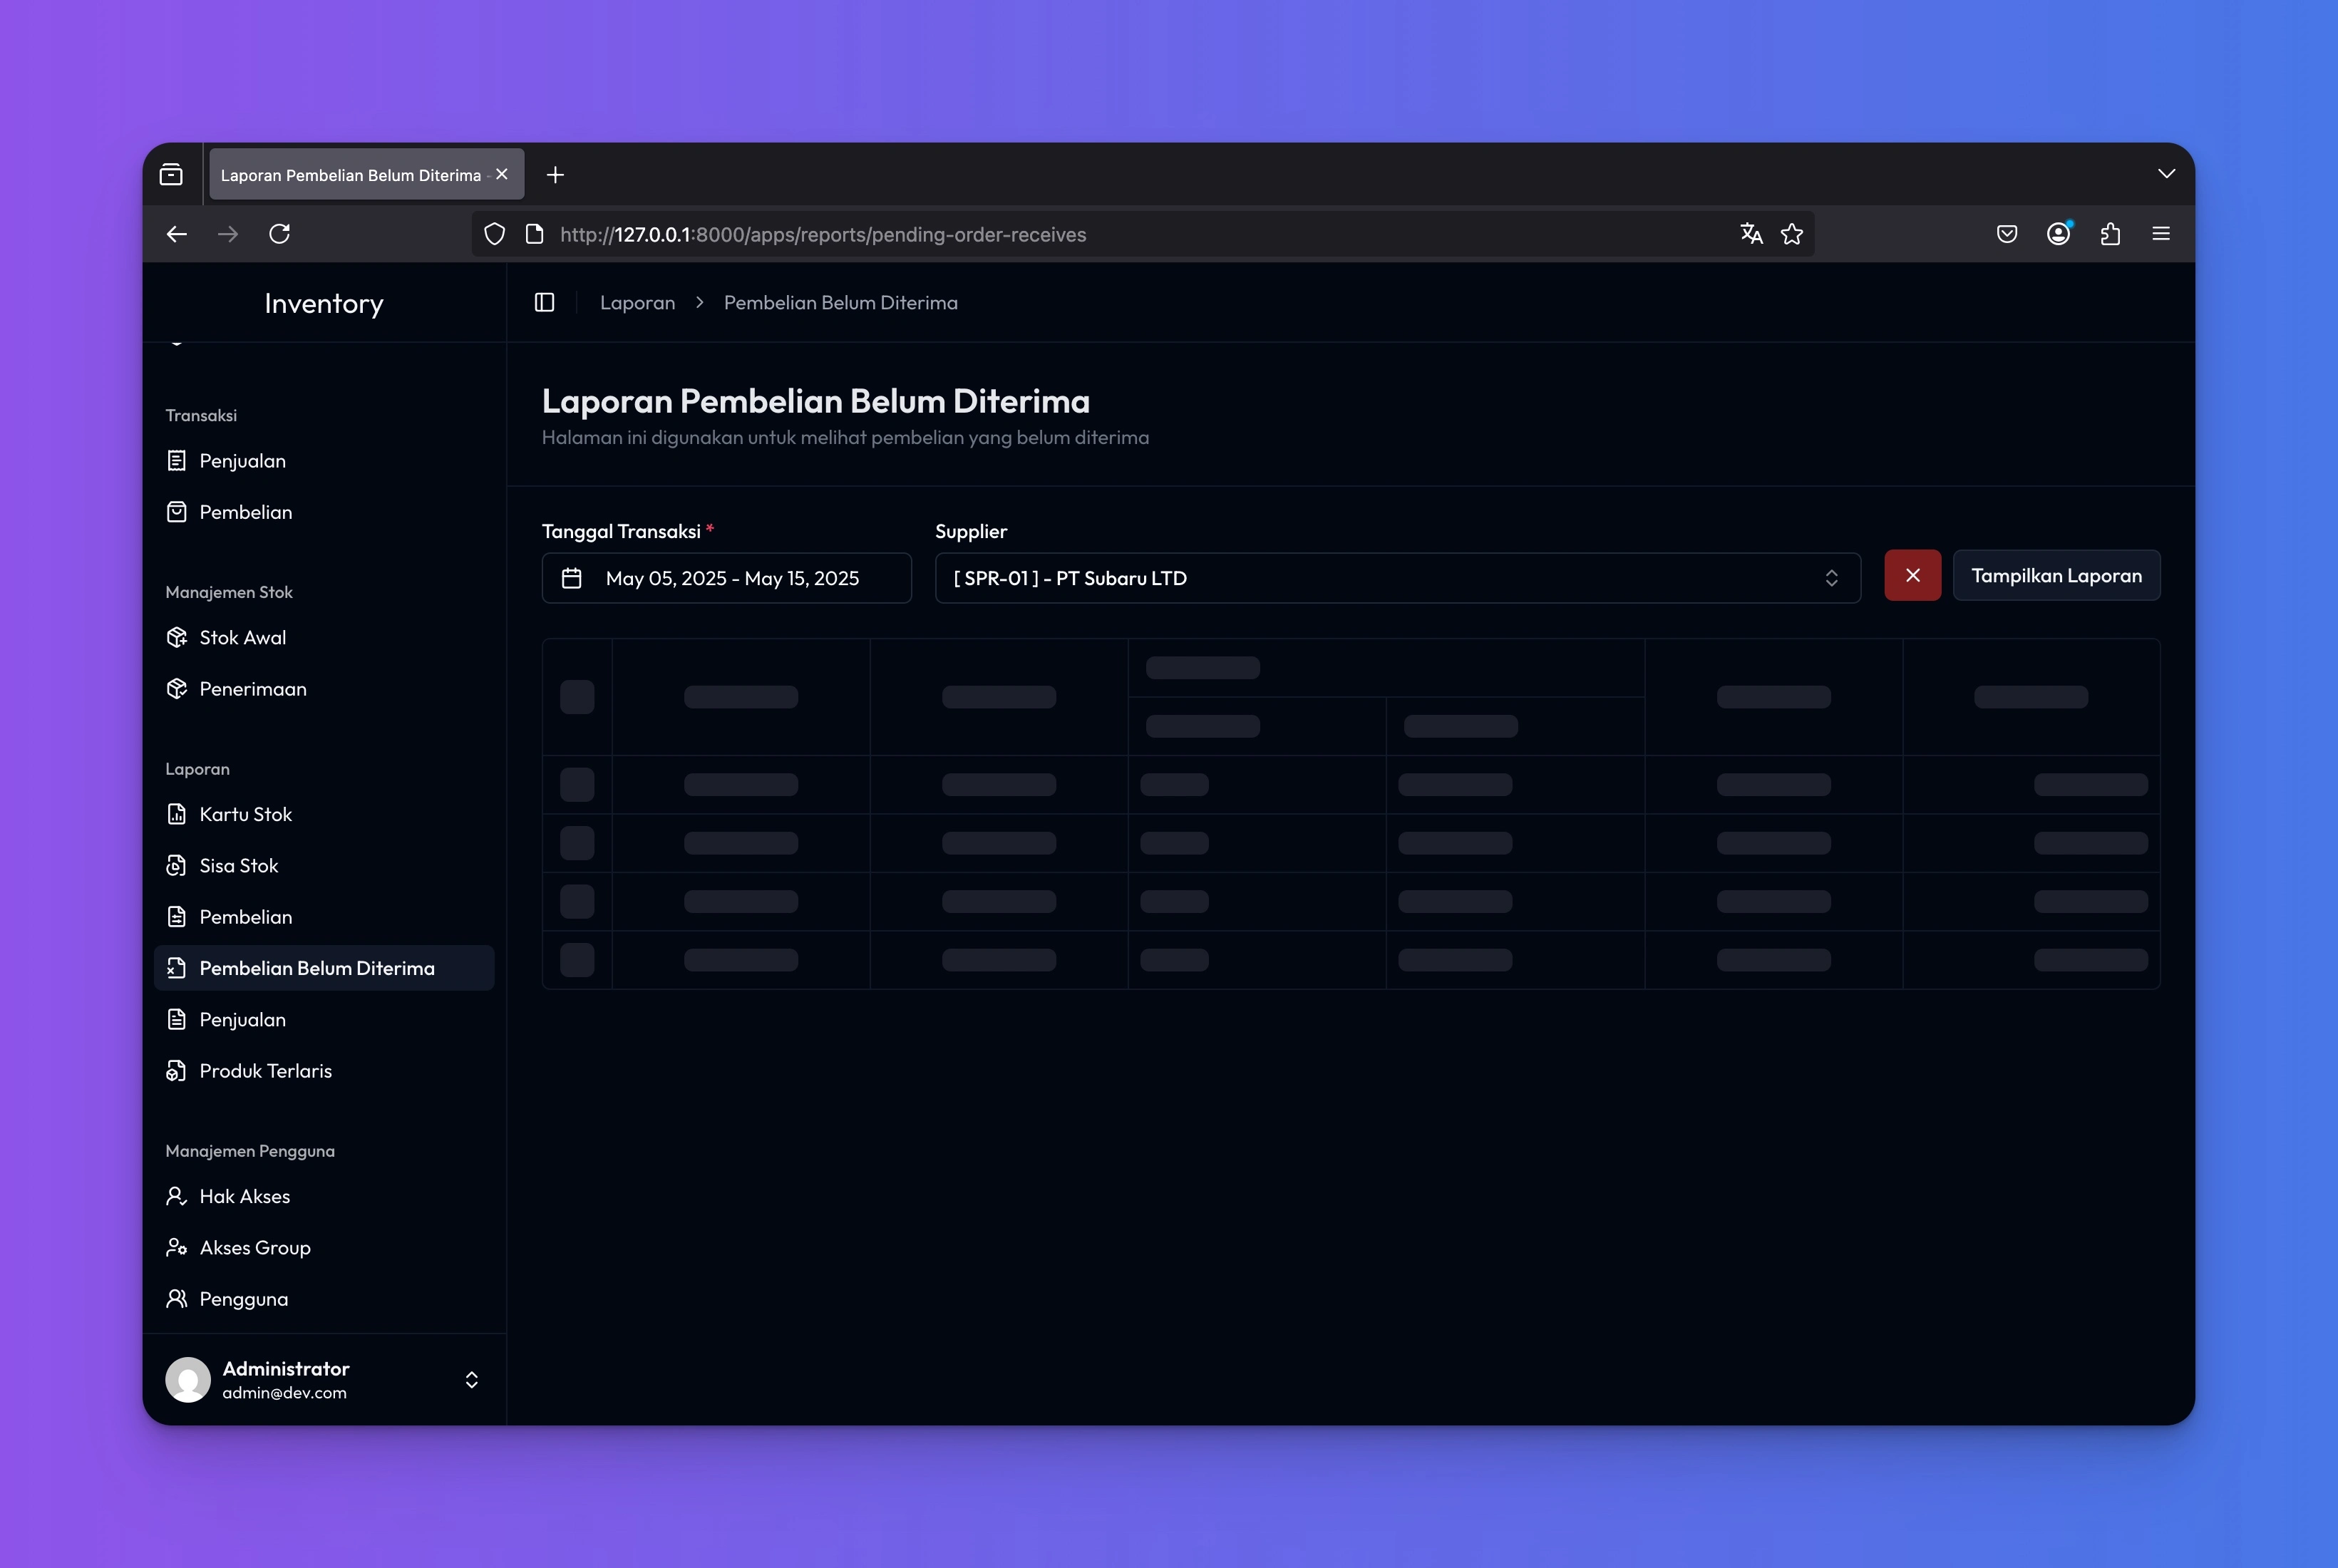 Laporan Pembelian Belum Diterima -
http://127.0.0.1:8000/apps/reports/pending-order-receives
Inventory
Laporan > Pembelian Belum Diterima
Transaksi
Penjualan
Pembelian
Manajemen Stok
Stok Awal
Penerimaan
Laporan
Kartu Stok
Sisa Stok
Pembelian
Pembelian Belum Diterima
Penjualan
Produk Terlaris
Manajemen Pengguna
Hak Akses
Akses Group
Pengguna
Administrator
admin@dev.com
Laporan Pembelian Belum Diterima
Halaman ini digunakan untuk melihat pembelian yang belum diterima
Tanggal Transaksi *
May 05, 2025 - May 15, 2025
Supplier
[ SPR-01 ] - PT Subaru LTD
Tampilkan Laporan